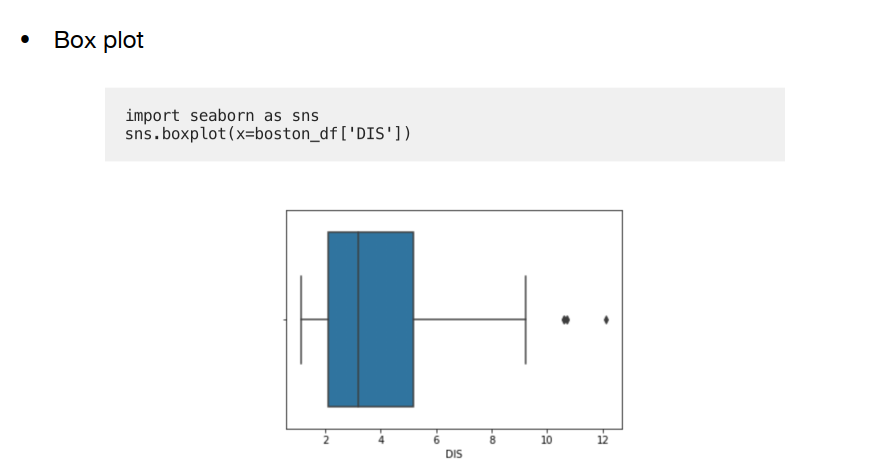 • Box plot
import seaborn as sns
sns.boxplot(x=boston_df['DIS'])
2 4 6 8 10 12
DIS